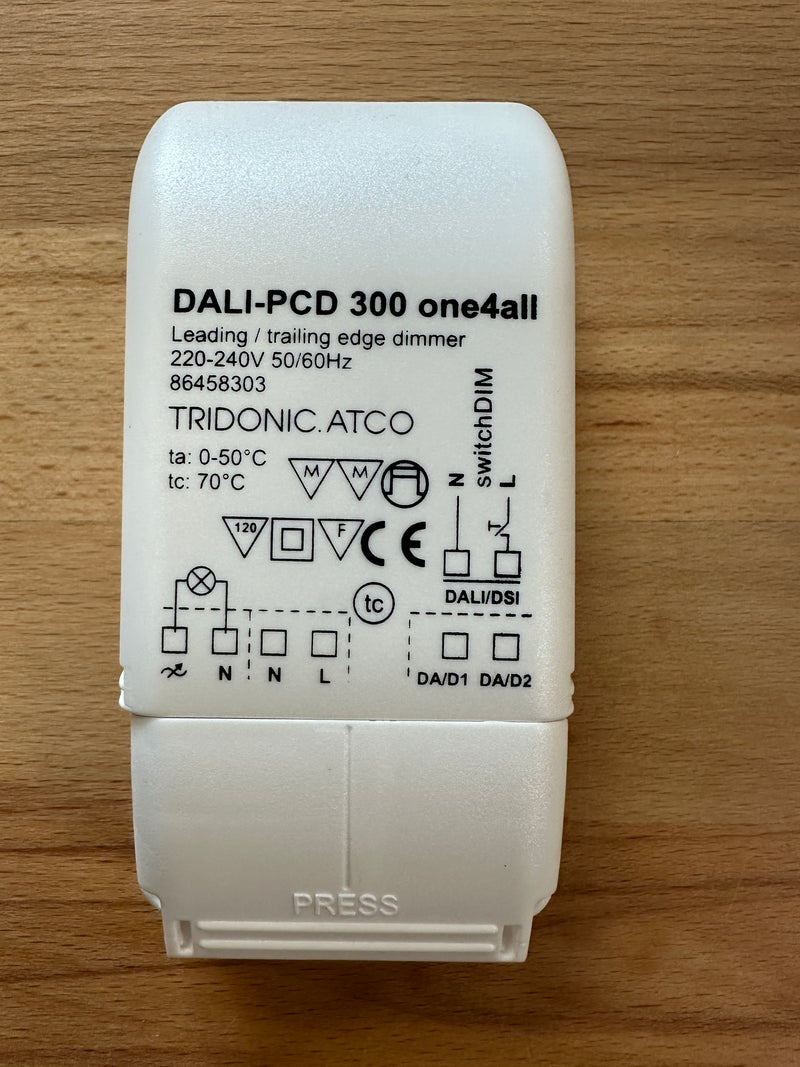 DALI-PCD 300 one4all
Leading / trailing edge dimmer
220-240V 50/60Hz
86458303
TRIDONIC.ATCO
ta: 0-50°C
tc: 70°C
M M
120 F CE
switchDIM
N L
DALI/DSI
tc
N N L
DA/D1 DA/D2
PRESS